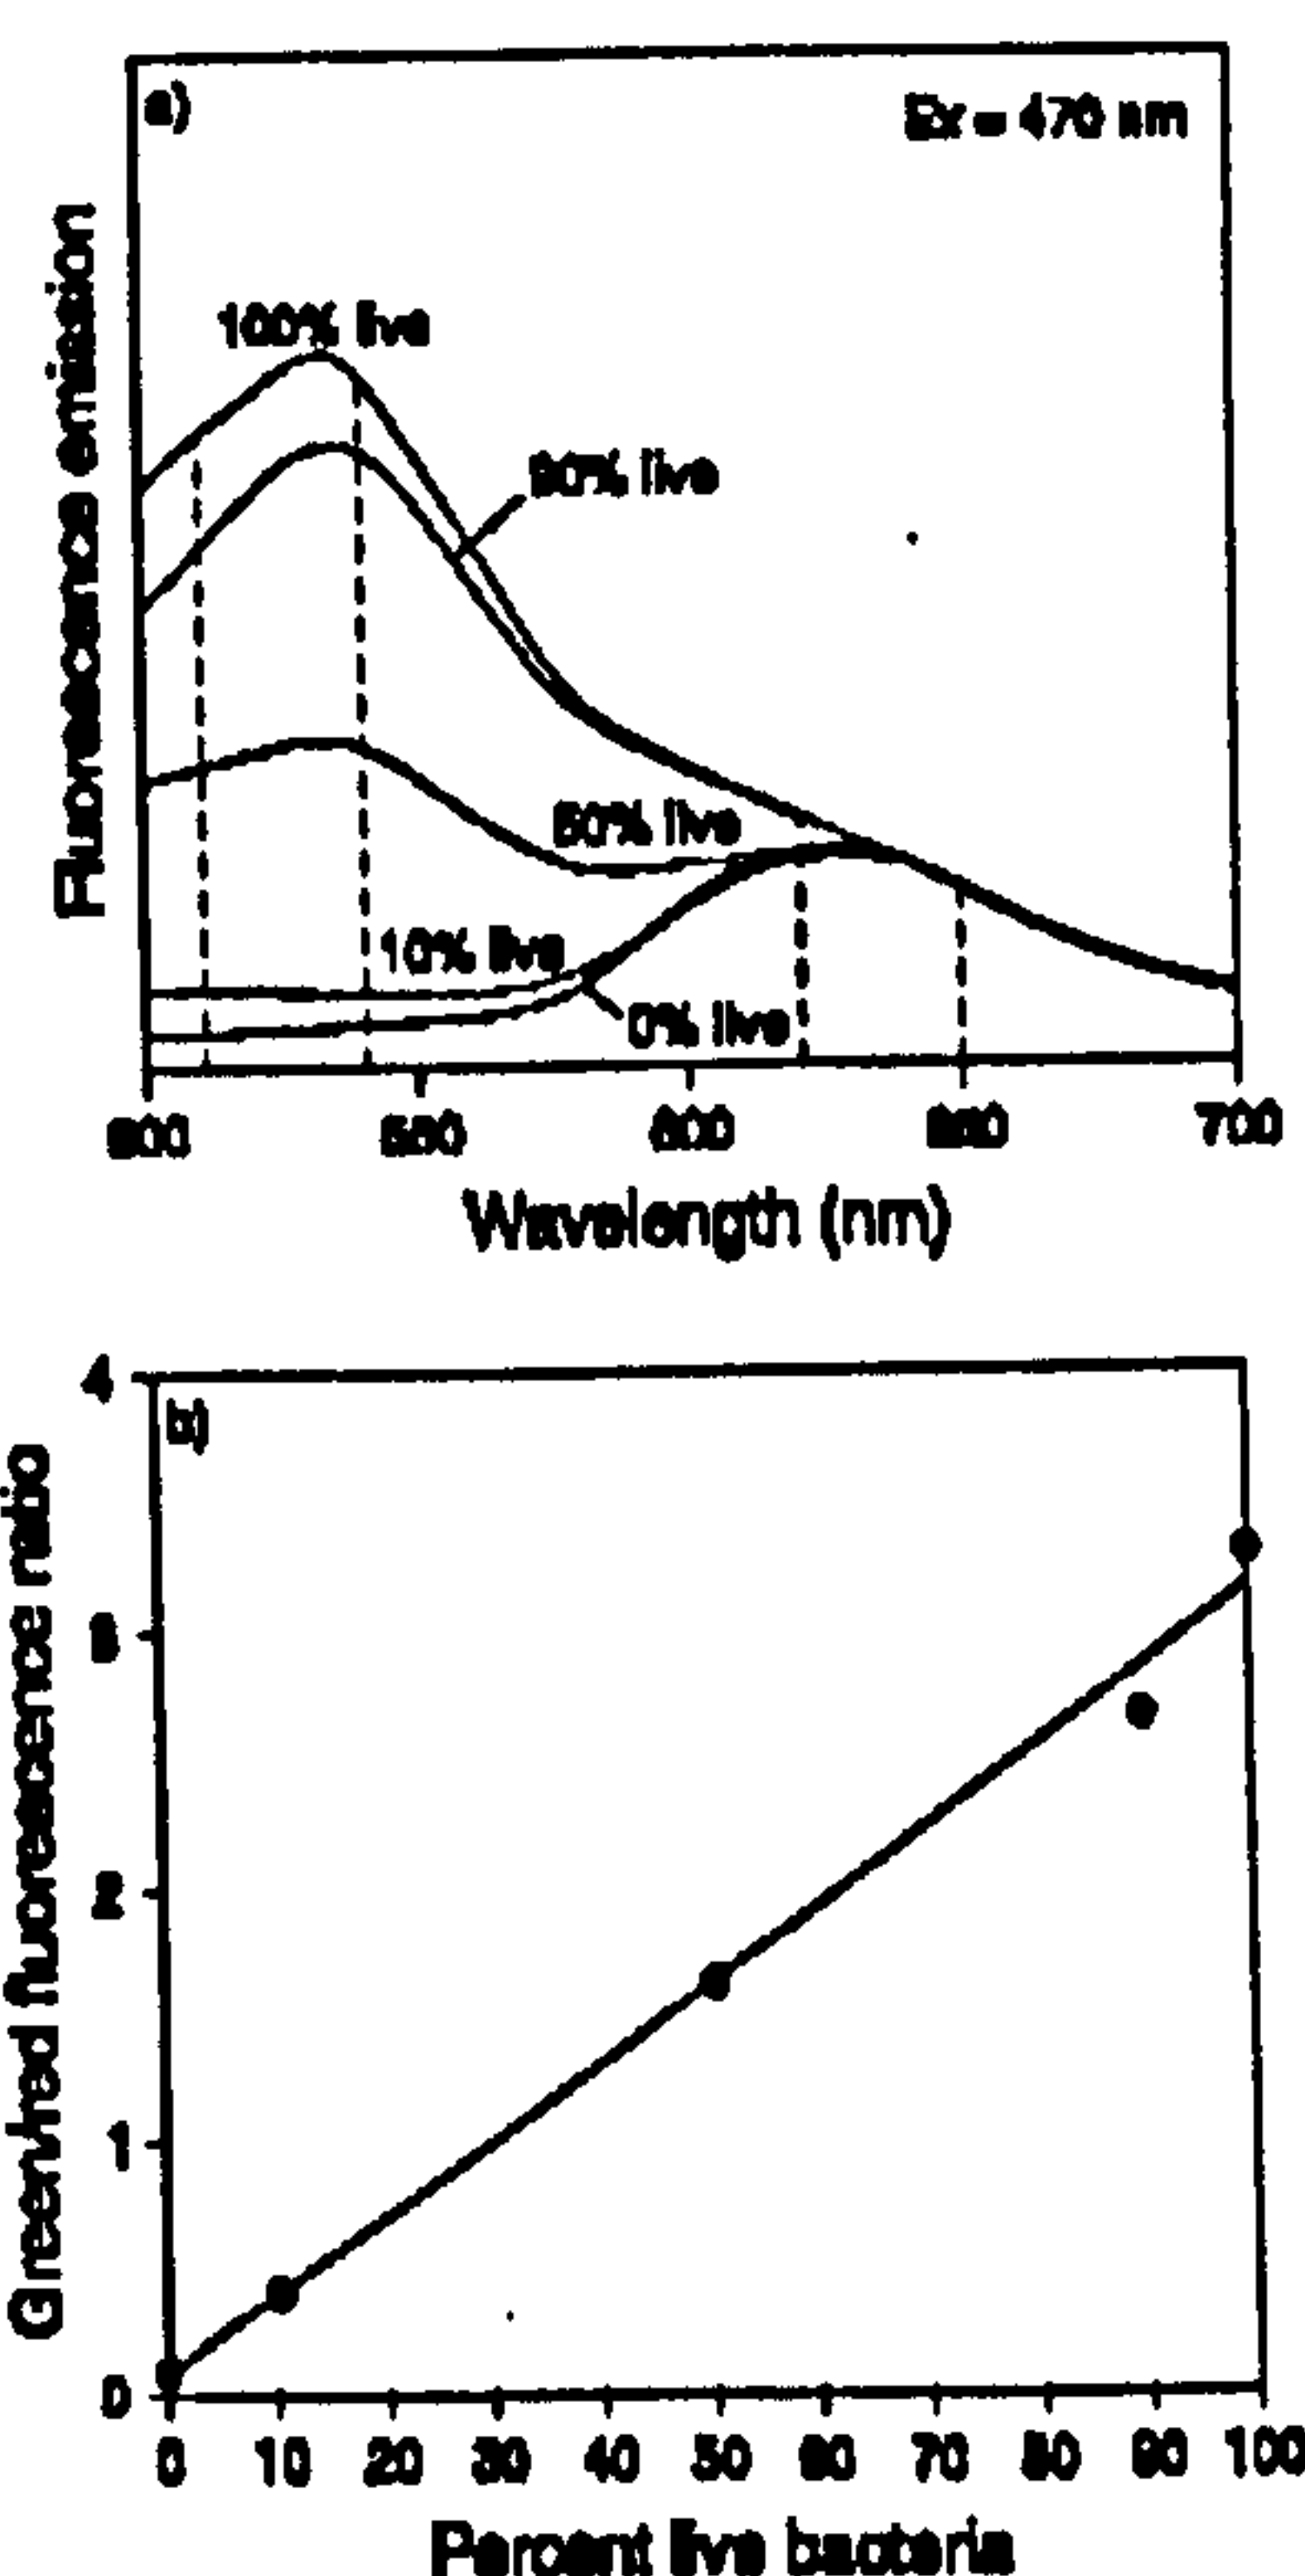 a)
Ex = 470 nm
Fluorescence emission
100% live
90% live
50% live
10% live
0% live
500 550 600 650 700
Wavelength (nm)
4
3
2
1
0
Green/red fluorescence ratio
0 10 20 30 40 50 60 70 80 90 100
Percent live bacteria